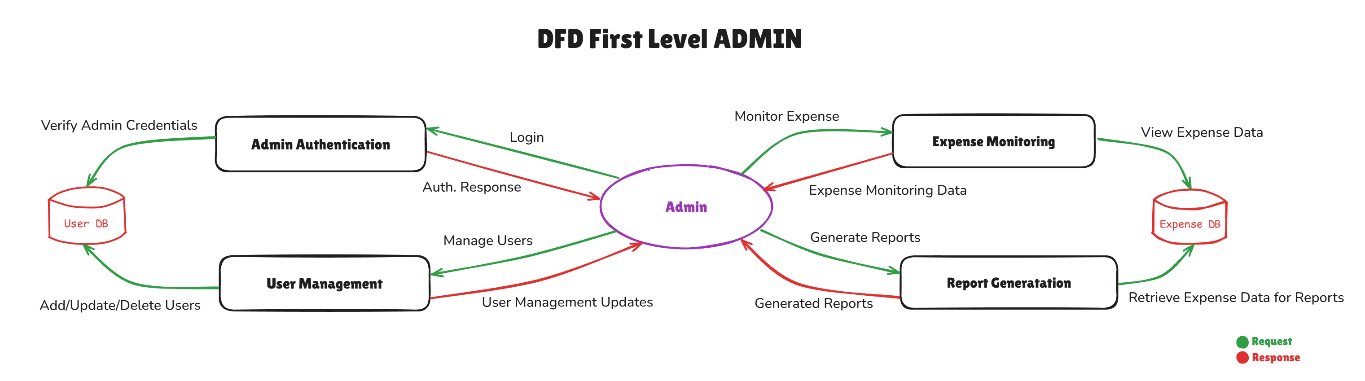 DFD First Level ADMIN
Verify Admin Credentials
Admin Authentication
Login
Monitor Expense
Expense Monitoring
View Expense Data
Auth. Response
Admin
Expense Monitoring Data
User DB
Expense DB
Manage Users
Generate Reports
User Management
Report Generatation
Add/Update/Delete Users
User Management Updates
Generated Reports
Retrieve Expense Data for Reports
Request
Response